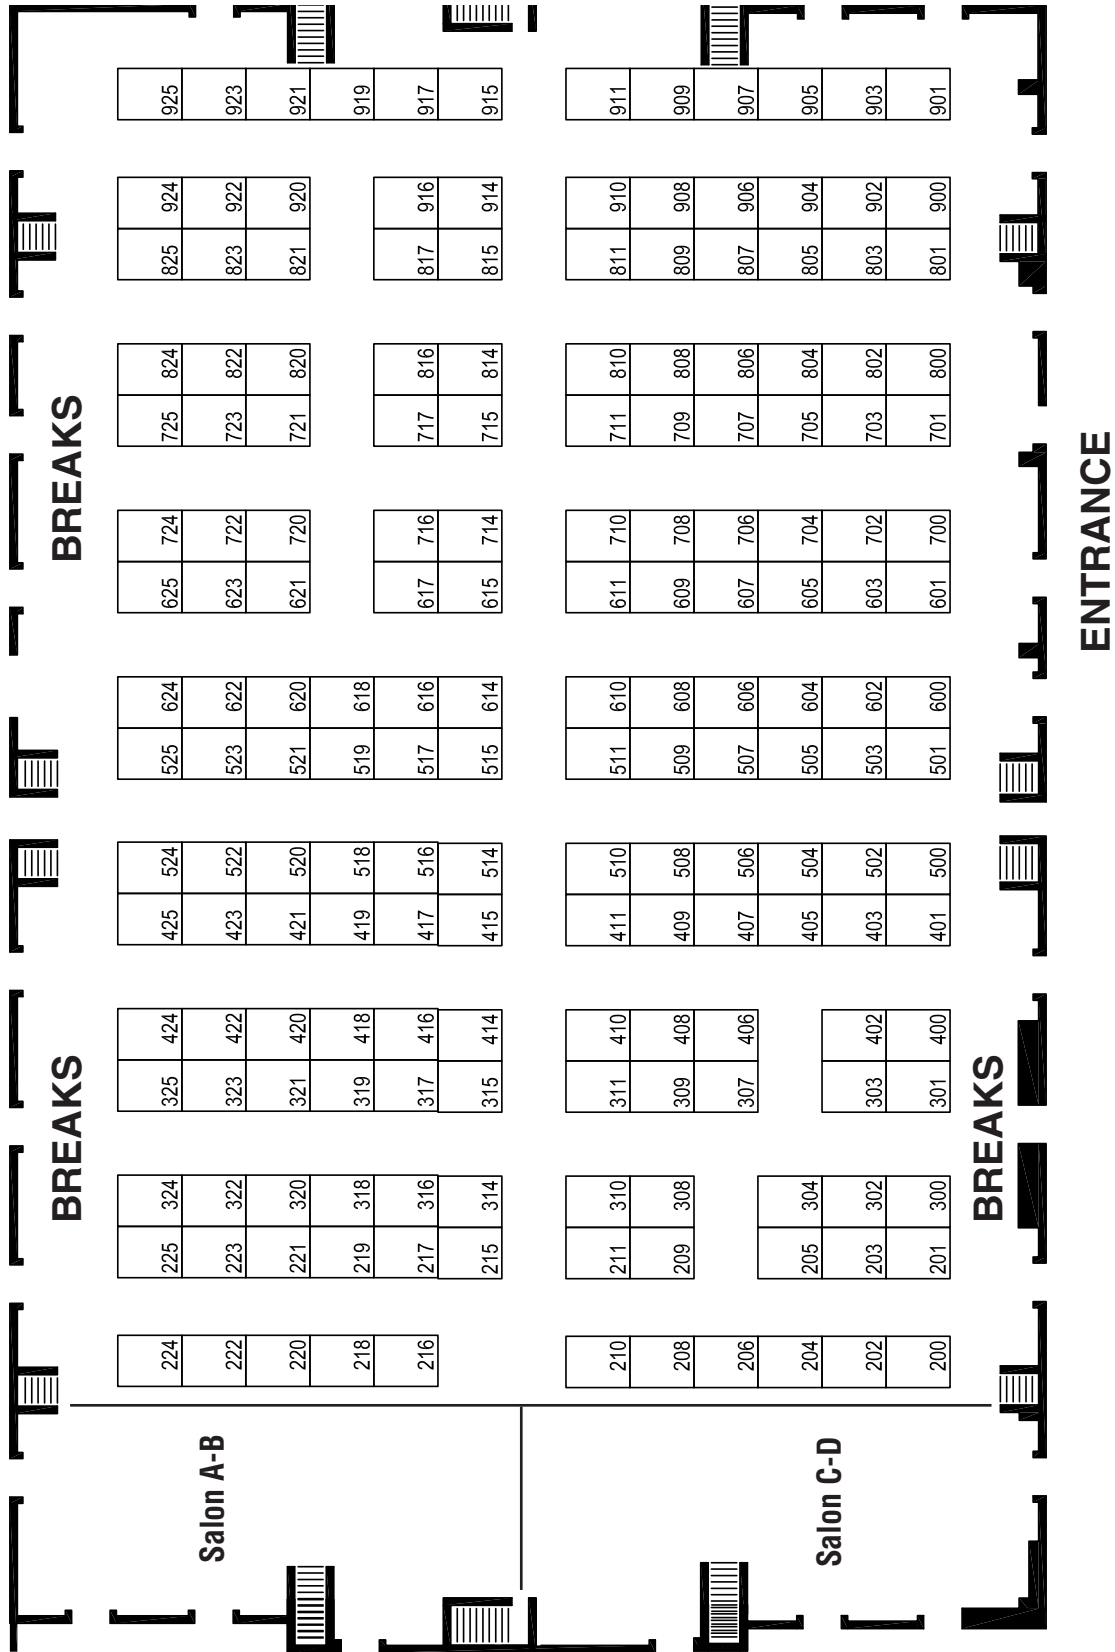 BREAKS BREAKS
224 225 324 325 424 425 524 525 624 625 724 725 824 825 924 925
Salon A-B
222 223 322 323 422 423 522 523 622 623 722 723 822 823 922 923
220 221 320 321 420 421 520 521 620 621 720 721 820 821 920 921
218 219 318 319 418 419 518 519 618 919
216 217 316 317 416 417 516 517 616 617 716 717 816 817 916 917
215 314 315 414 415 514 515 614 615 714 715 814 815 914 915
210 211 310 311 410 411 510 511 610 611 710 711 810 811 910 911
208 209 308 309 408 409 508 509 608 609 708 709 808 809 908 909
206 307 406 407 506 507 606 607 706 707 806 807 906 907
204 205 304 405 504 505 604 605 704 705 804 805 904 905
Salon C-D
202 203 302 303 402 403 502 503 602 603 702 703 802 803 902 903
200 201 300 301 400 401 500 501 600 601 700 701 800 801 900 901
BREAKS
ENTRANCE